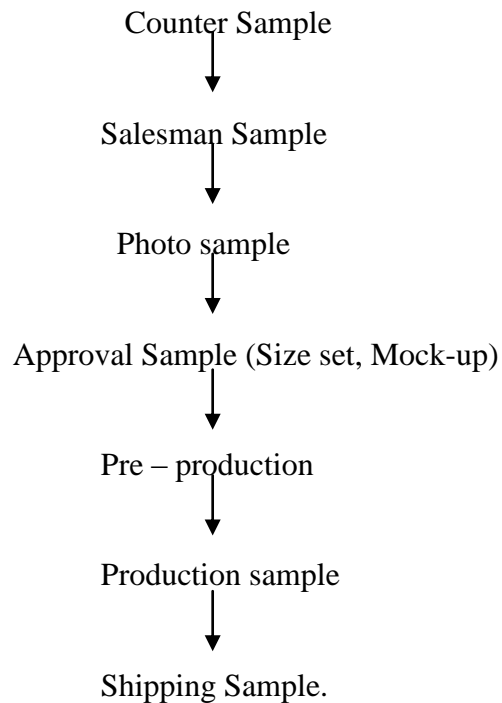 Counter Sample
Salesman Sample
Photo sample
Approval Sample (Size set, Mock-up)
Pre – production
Production sample
Shipping Sample.